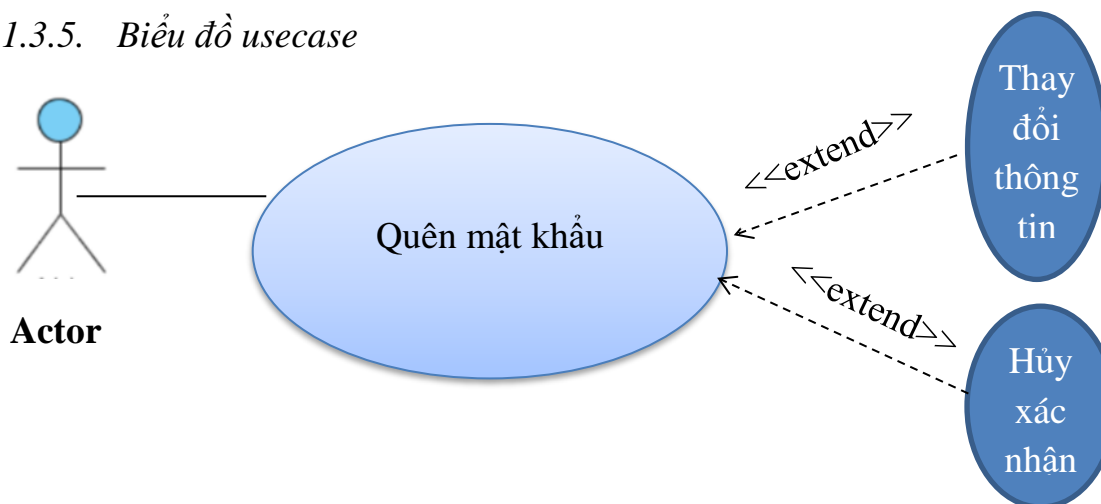 1.3.5. Biểu đồ usecase
Thay
đổi
thông
tin
<<extend>>
Quên mật khẩu
<<extend>>
Actor
Hủy
xác
nhận